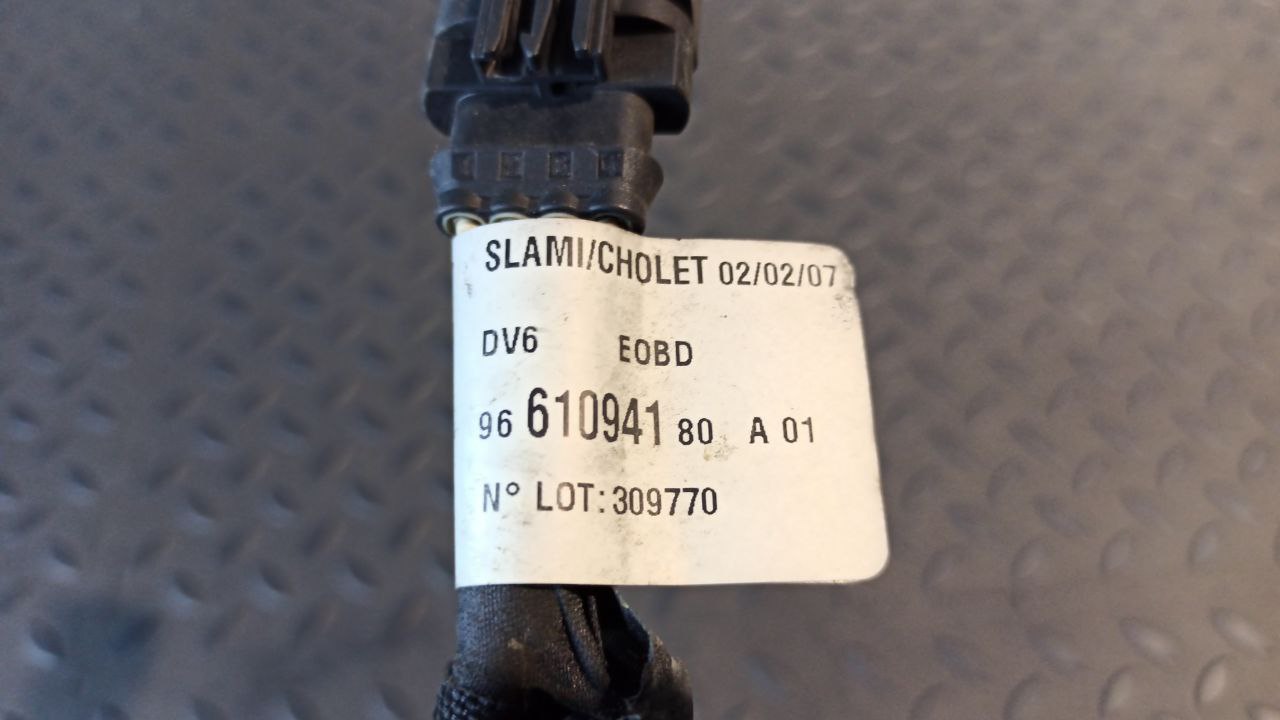 SLAMI/CHOLET 02/02/07
DV6 EOBD
96 610941 80 A 01
N° LOT: 309770